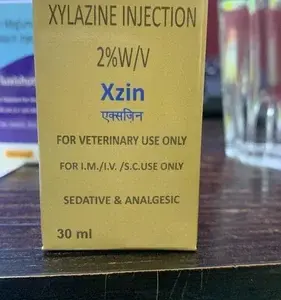 XYLAZINE INJECTION
2%W/V
Xzin
एक्सज़िन
FOR VETERINARY USE ONLY
FOR I.M./I.V. /S.C.USE ONLY
SEDATIVE & ANALGESIC
30 ml